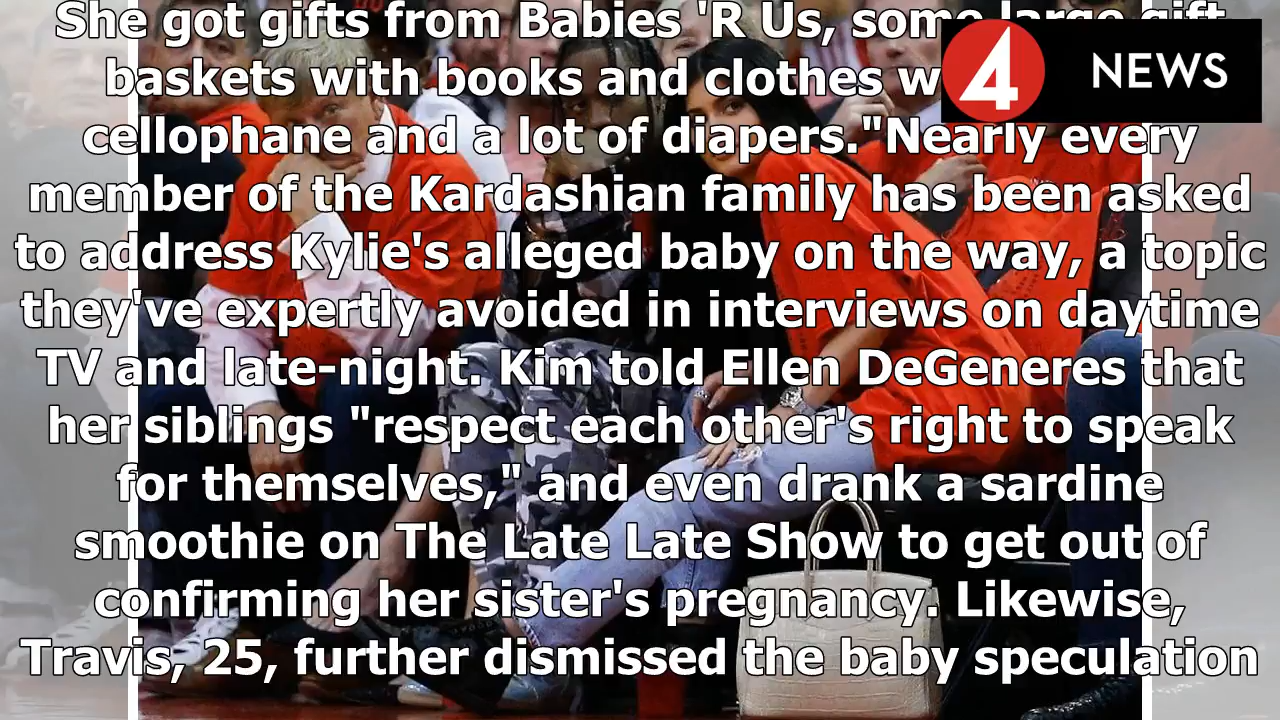 She got gifts from Babies 'R Us, some large gift
baskets with books and clothes w
cellophane and a lot of diapers."Nearly every
member of the Kardashian family has been asked
to address Kylie's alleged baby on the way, a topic
they've expertly avoided in interviews on daytime
TV and late-night. Kim told Ellen DeGeneres that
her siblings "respect each other's right to speak
for themselves," and even drank a sardine
smoothie on The Late Late Show to get out of
confirming her sister's pregnancy. Likewise,
Travis, 25, further dismissed the baby speculation
4 NEWS